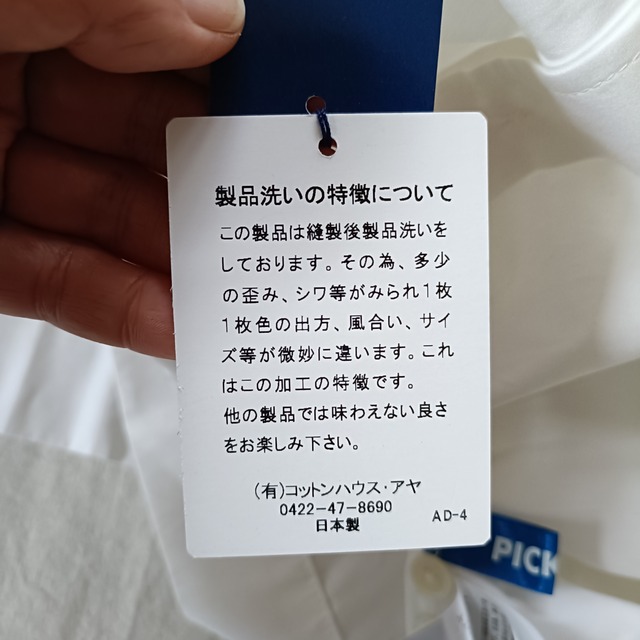 製品洗いの特徴について
この製品は縫製後製品洗いを
しております。その為、多少
の歪み、シワ等がみられ1枚
1枚色の出方、風合い、サイ
ズ等が微妙に違います。これ
はこの加工の特徴です。
他の製品では味わえない良さ
をお楽しみ下さい。
(有)コットンハウス・アヤ
0422-47-8690
日本製
AD-4
PICK